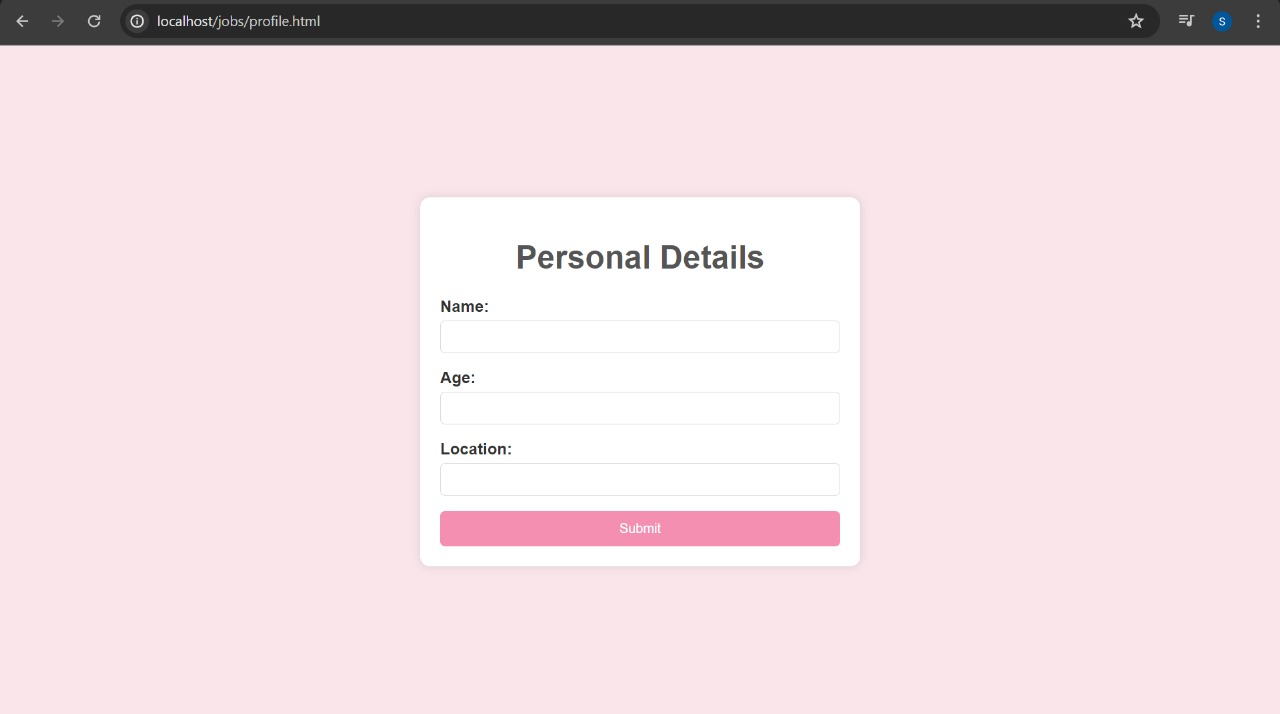 localhost/jobs/profile.html
S
Personal Details
Name:
Age:
Location:
Submit